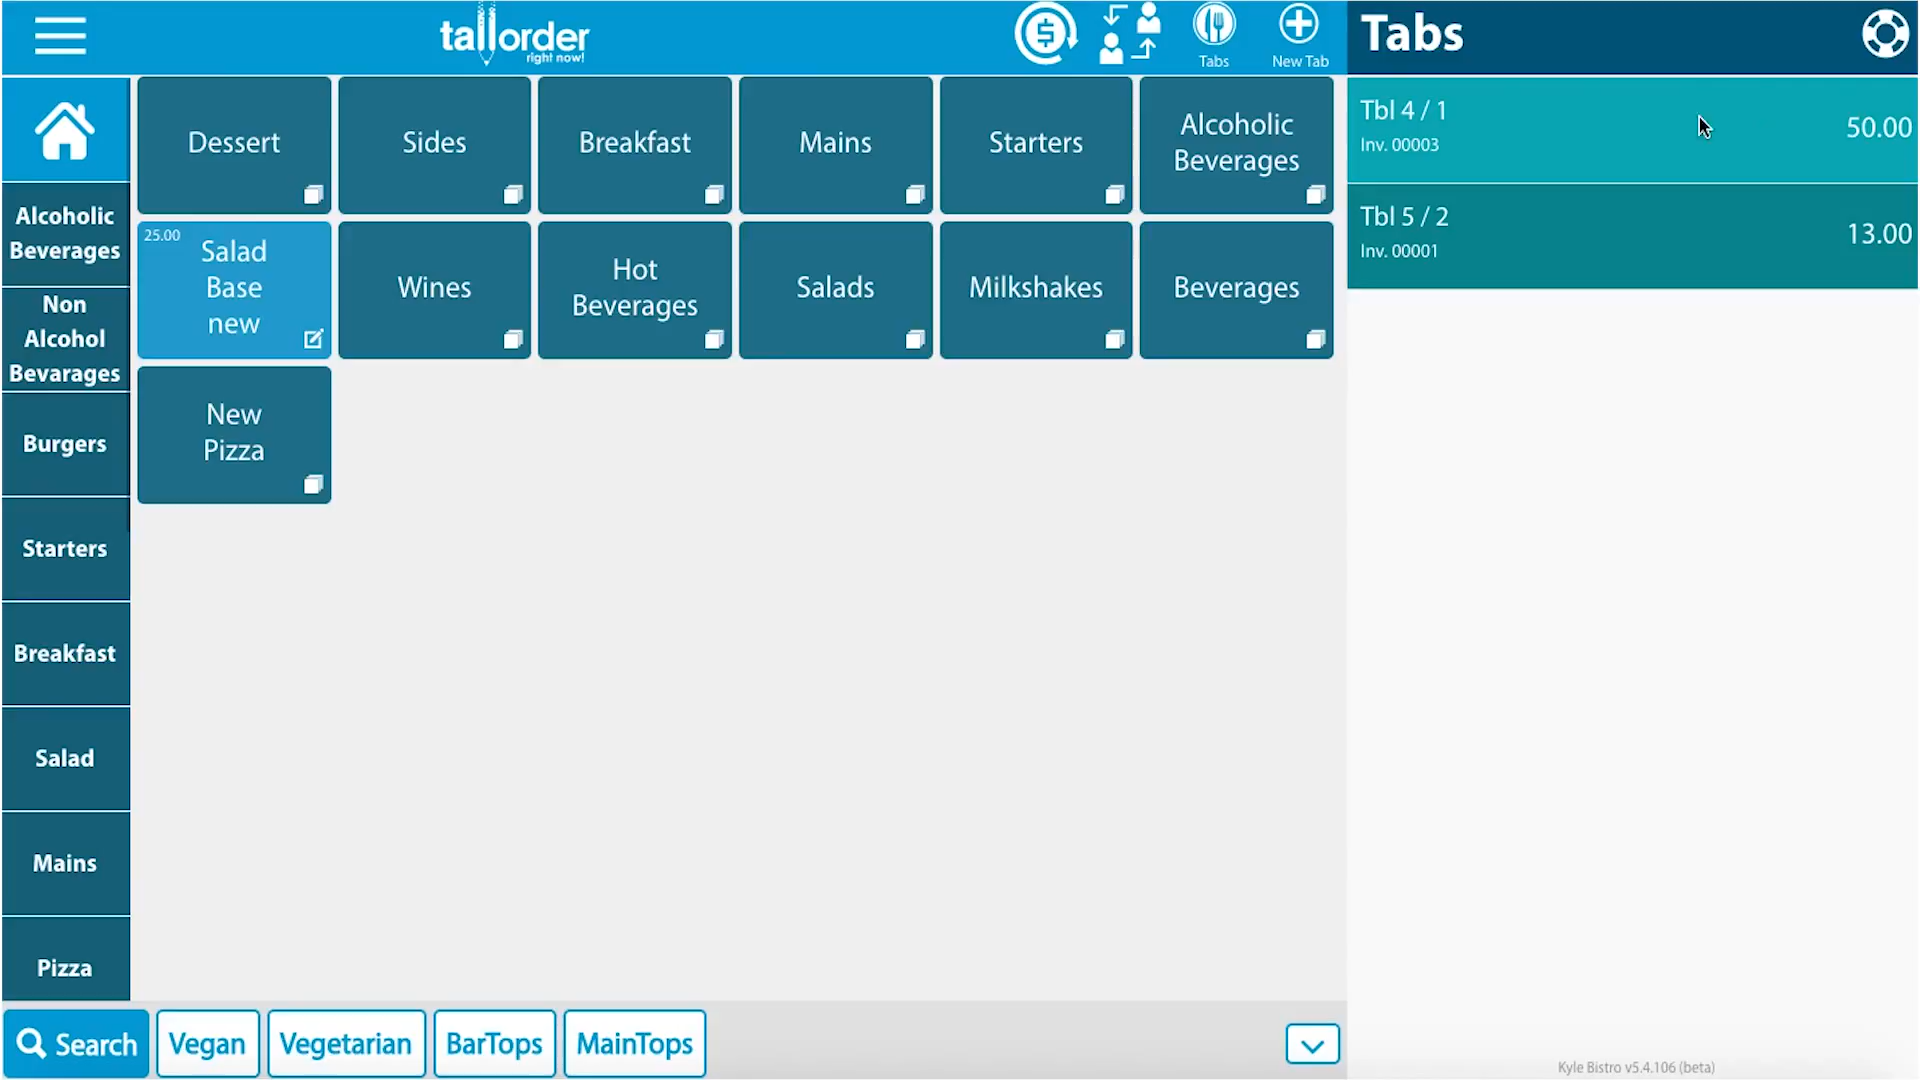 tallorder
right now!
Tabs
New Tab
Tabs
Alcoholic
Beverages
Non
Alcohol
Bevarages
Burgers
Starters
Breakfast
Salad
Mains
Pizza
Dessert
Sides
Breakfast
Mains
Starters
Alcoholic
Beverages
25.00
Salad
Base
new
Wines
Hot
Beverages
Salads
Milkshakes
Beverages
New
Pizza
Tbl 4 / 1
50.00
Inv. 00003
Tbl 5 / 2
13.00
Inv. 00001
Search
Vegan
Vegetarian
BarTops
MainTops
Kyle Bistro v5.4.106 (beta)